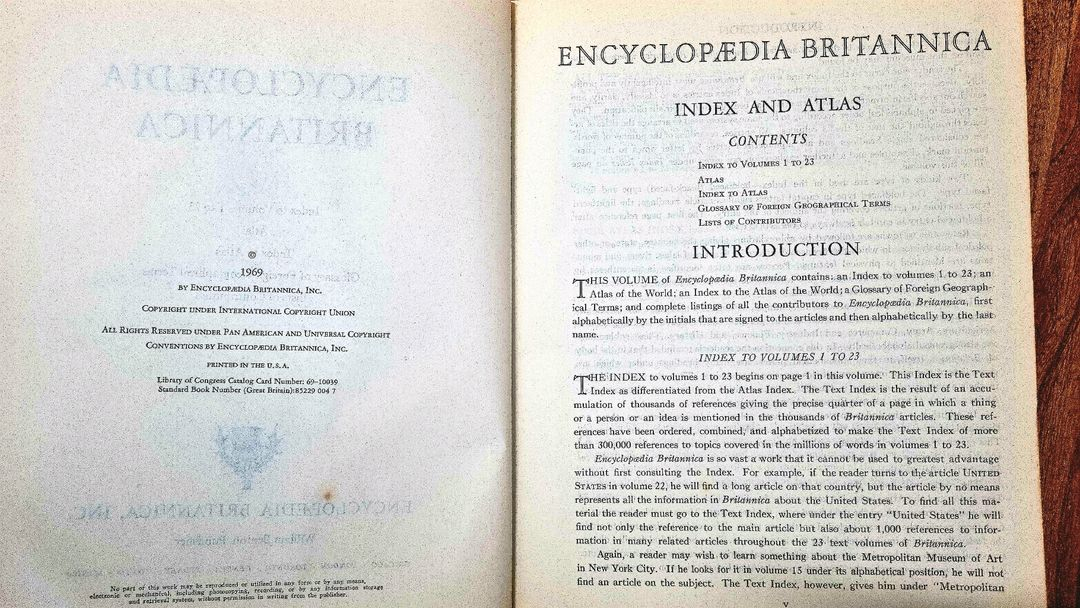 ©
1969
BY ENCYCLOPÆDIA BRITANNICA, INC.
COPYRIGHT UNDER INTERNATIONAL COPYRIGHT UNION
ALL RIGHTS RESERVED UNDER PAN AMERICAN AND UNIVERSAL COPYRIGHT
CONVENTIONS BY ENCYCLOPÆDIA BRITANNICA, INC.
PRINTED IN THE U.S.A.
Library of Congress Catalog Card Number: 69-10039
Standard Book Number (Great Britain):85229 004 7
No part of this work may be reproduced or utilized in any form or by any means,
electronic or mechanical, including photocopying, recording, or by any information storage
and retrieval system, without permission in writing from the publisher.
ENCYCLOPÆDIA BRITANNICA
INDEX AND ATLAS
CONTENTS
INDEX TO VOLUMES 1 TO 23
ATLAS
INDEX TO ATLAS
GLOSSARY OF FOREIGN GEOGRAPHICAL TERMS
LISTS OF CONTRIBUTORS
INTRODUCTION
THIS VOLUME of Encyclopædia Britannica contains: an Index to volumes 1 to 23; an
Atlas of the World; an Index to the Atlas of the World; a Glossary of Foreign Geograph-
ical Terms; and complete listings of all the contributors to Encyclopædia Britannica, first
alphabetically by the initials that are signed to the articles and then alphabetically by the last
name.
INDEX TO VOLUMES 1 TO 23
THE INDEX to volumes 1 to 23 begins on page 1 in this volume. This Index is the Text
Index as differentiated from the Atlas Index. The Text Index is the result of an accu-
mulation of thousands of references giving the precise quarter of a page in which a thing
or a person or an idea is mentioned in the thousands of Britannica articles. These ref-
erences have been ordered, combined, and alphabetized to make the Text Index of more
than 300,000 references to topics covered in the millions of words in volumes 1 to 23.
Encyclopædia Britannica is so vast a work that it cannot be used to greatest advantage
without first consulting the Index. For example, if the reader turns to the article UNITED
STATES in volume 22, he will find a long article on that country, but the article by no means
represents all the information in Britannica about the United States. To find all this ma-
terial the reader must go to the Text Index, where under the entry "United States" he will
find not only the reference to the main article but also about 1,000 references to infor-
mation in many related articles throughout the 23 text volumes of Britannica.
Again, a reader may wish to learn something about the Metropolitan Museum of Art
in New York City. If he looks for it in volume 15 under its alphabetical position, he will not
find an article on the subject. The Text Index, however, gives him under "Metropolitan
V